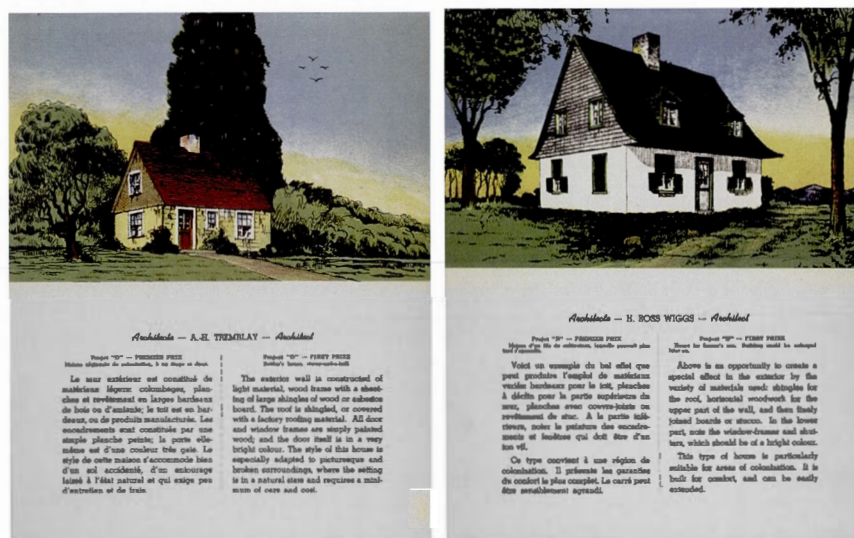 Architecte — A.-H. TREMBLAY — Architect
Projet "O" — PREMIER PRIX
Le mur extérieur est constitué de
matériaux légers: colombages, plan-
ches et revêtement en larges bardeaux
de bois ou d'amiante; le toit est en bar-
deaux, ou de produits manufacturés. Les
encadrements sont constitués par une
simple planche peinte; la porte elle-
même est d'une couleur très gaie. Le
style de cette maison s'accommode bien
d'un sol accidenté, d'un entourage
laissé à l'état naturel et qui exige peu
d'entretien et de frais.
Project "O" — FIRST PRIZE
The exterior wall is constructed of
light material, wood frame with a sheet-
ing of large shingles of wood or asbestos
board. The roof is shingled, or covered
with a factory roofing material. All door
and window frames are simply painted
wood; and the door itself is in a very
bright colour. The style of this house is
especially adapted to picturesque and
broken surroundings, where the setting
is in a natural state and requires a mini-
mum of care and cost.
Architecte — H. ROSS WIGGS — Architect
PREMIER PRIX
Voici un exemple du bel effet que
peut produire l'emploi de matériaux
variés: bardeaux pour le toit, planches
à déclin pour la partie supérieure du
mur, planches avec couvre-joints ou
revêtement de stuc. A la partie infé-
rieure, noter la peinture des encadre-
ments et fenêtres qui doit être d'un
ton vif.
Ce type convient à une région de
colonisation. Il présente les garanties
du confort le plus complet. Le carré peut
être sensiblement agrandi.
FIRST PRIZE
Above is an opportunity to create a
special effect in the exterior by the
variety of materials used: shingles for
the roof, horizontal woodwork for the
upper part of the wall, and then finely
joined boards or stucco. In the lower
part, note the window-frames and shut-
ters, which should be of a bright colour.
This type of house is particularly
suitable for areas of colonisation. It is
built for comfort, and can be easily
extended.